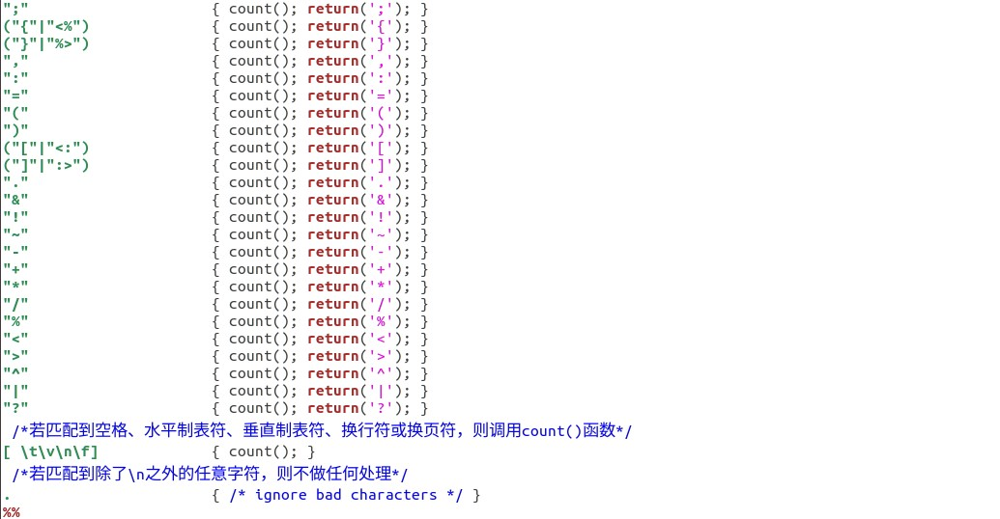 ";"                     { count(); return(';'); }
("{"|"<%")              { count(); return('{'); }
("}"|"%>")              { count(); return('}'); }
","                     { count(); return(','); }
":"                     { count(); return(':'); }
"="                     { count(); return('='); }
"("                     { count(); return('('); }
")"                     { count(); return(')'); }
("["|"<:")              { count(); return('['); }
("]"|":>")              { count(); return(']'); }
"."                     { count(); return('.'); }
"&"                     { count(); return('&'); }
"!"                     { count(); return('!'); }
"~"                     { count(); return('~'); }
"-"                     { count(); return('-'); }
"+"                     { count(); return('+'); }
"*"                     { count(); return('*'); }
"/"                     { count(); return('/'); }
"%"                     { count(); return('%'); }
"<"                     { count(); return('<'); }
">"                     { count(); return('>'); }
"^"                     { count(); return('^'); }
"|"                     { count(); return('|'); }
"?"                     { count(); return('?'); }
 /*若匹配到空格、水平制表符、垂直制表符、换行符或换页符，则调用count()函数*/
[ \t\v\n\f]             { count(); }
 /*若匹配到除了\n之外的任意字符，则不做任何处理*/
.                       { /* ignore bad characters */ }
%%